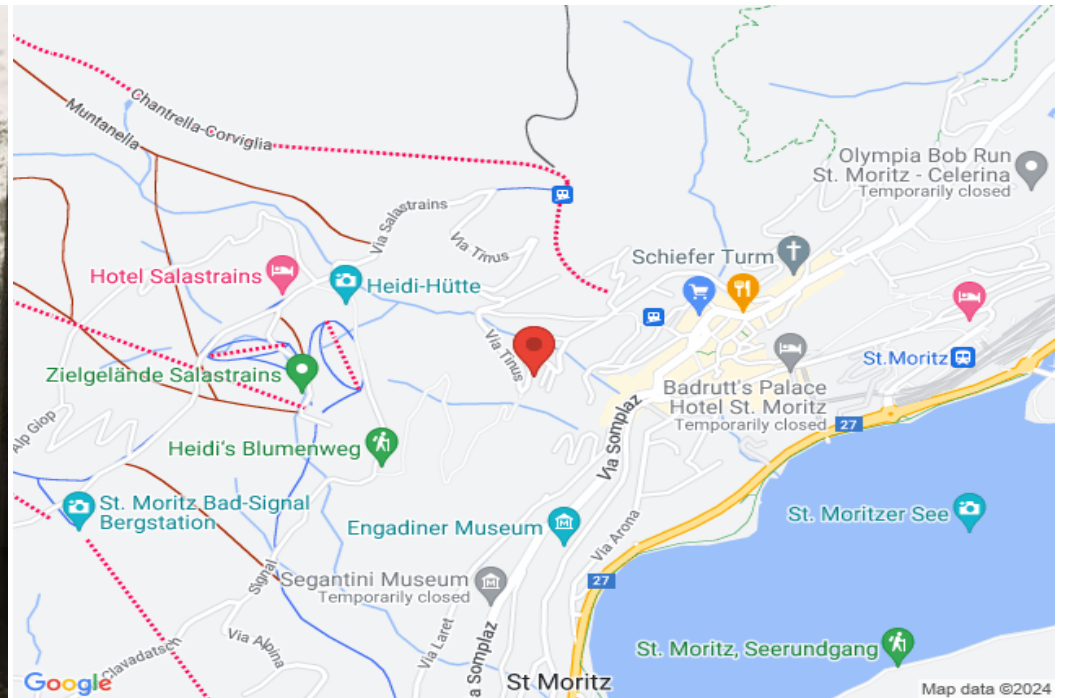 Chantrella-Corviglia
Muntanella
Olympia Bob Run
St. Moritz - Celerina
Temporarily closed
Via Salastrains
Via Tinus
Schiefer Turm
Hotel Salastrains
Heidi-Hütte
Via Tinus
St.Moritz
Zielgelände Salastrains
Badrutt's Palace
Hotel St. Moritz
Temporarily closed
27
Alp Giop
Via Somplaz
Heidi's Blumenweg
St. Moritz Bad-Signal
Bergstation
Engadiner Museum
St. Moritzer See
Via Arona
Segantini Museum
Temporarily closed
27
Signal
Via Alpina
Clavadatsch
Via Laret
a Somplaz
St. Moritz, Seerundgang
St Moritz
Google
Map data ©2024